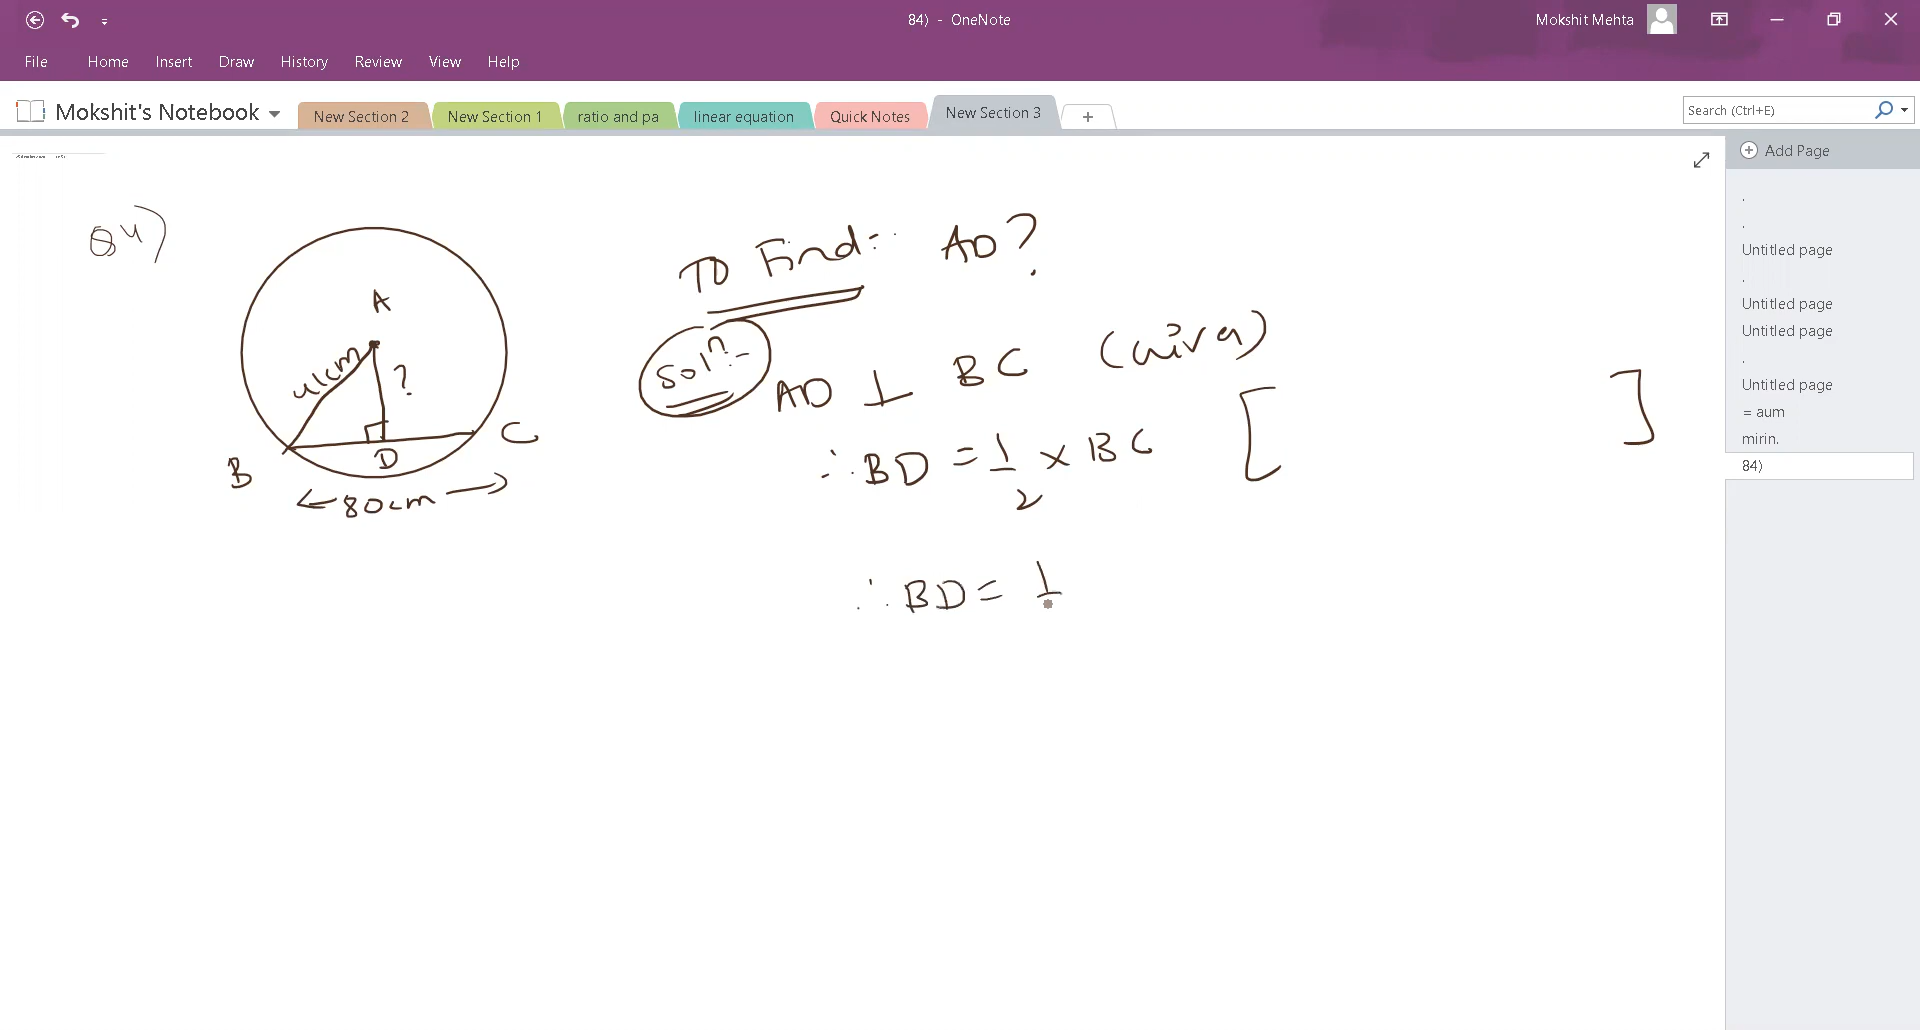 84) - OneNote
Mokshit Mehta
File Home Insert Draw History Review View Help
Mokshit's Notebook
New Section 2
New Section 1
ratio and pa
linear equation
Quick Notes
New Section 3
+
Search (Ctrl+E)
Add Page
.
.
Untitled page
.
Untitled page
Untitled page
.
Untitled page
= aum
mirin.
84)
Q4)
A
41cm
?
B
D
C
80cm
To Find:- AD?
Solⁿ:-
AD ⊥ BC
∴ BD = 1/2 × BC [ ]
∴ BD = 1